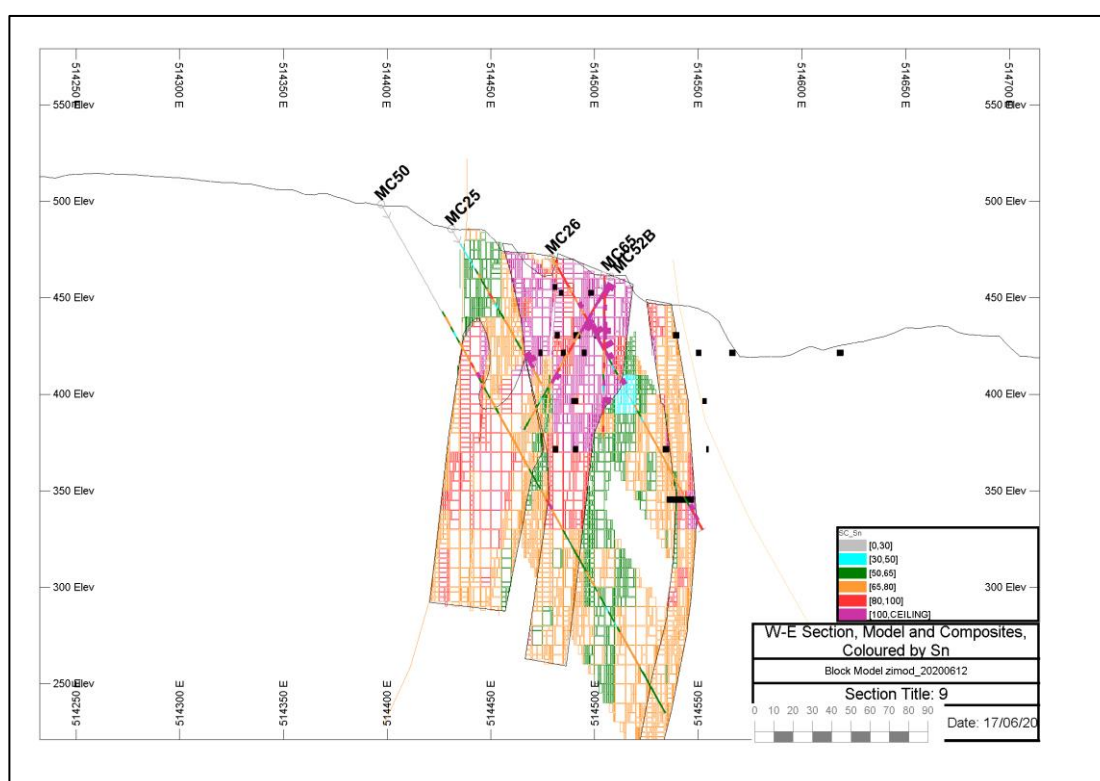 514250 E
514300 E
514350 E
514400 E
514450 E
514500 E
514550 E
514600 E
514650 E
514700 E
550 Elev
550 Elev
MC50
500 Elev
MC25
500 Elev
MC26
MC65
MC52B
450 Elev
450 Elev
400 Elev
400 Elev
350 Elev
350 Elev
SC_Sn
[0,30]
[30,50]
[50,65]
[65,80]
[80,100]
[100,CEILING]
300 Elev
300 Elev
W-E Section, Model and Composites,
Coloured by Sn
Block Model zimod_20200612
Section Title: 9
250 Elev
0 10 20 30 40 50 60 70 80 90
Date: 17/06/20
514250 E
514300 E
514350 E
514400 E
514450 E
514500 E
514550 E